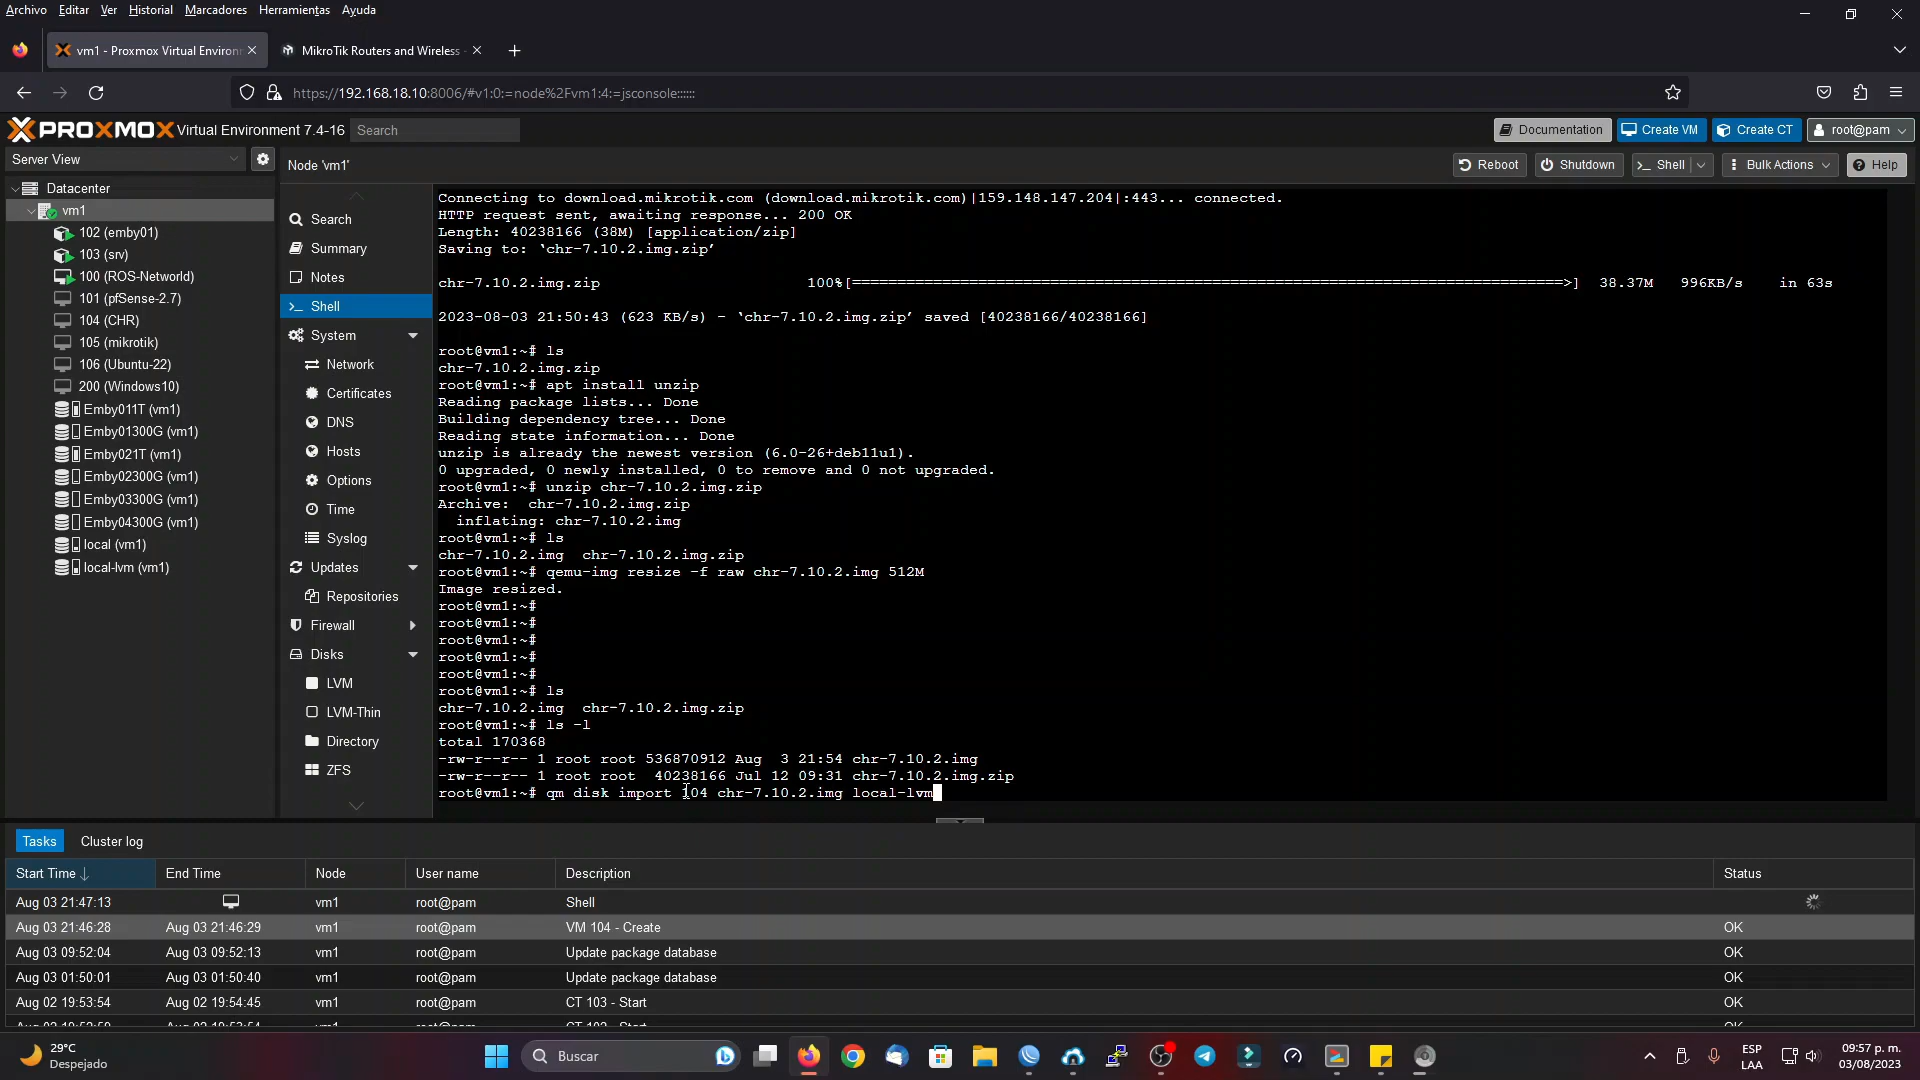 Archivo Editar Ver Historial Marcadores Herramientas Ayuda
vm1 - Proxmox Virtual Environm
MikroTik Routers and Wireless
https://192.168.18.10:8006/#v1:0:=node%2Fvm1:4:=jsconsole::::::
PROXMOX Virtual Environment 7.4-16 Search
Documentation Create VM Create CT root@pam
Server View
Node 'vm1'
Reboot Shutdown Shell Bulk Actions Help
Datacenter
vm1
102 (emby01)
103 (srv)
100 (ROS-Networld)
101 (pfSense-2.7)
104 (CHR)
105 (mikrotik)
106 (Ubuntu-22)
200 (Windows10)
Emby011T (vm1)
Emby01300G (vm1)
Emby021T (vm1)
Emby02300G (vm1)
Emby03300G (vm1)
Emby04300G (vm1)
local (vm1)
local-lvm (vm1)
Search
Summary
Notes
Shell
System
Network
Certificates
DNS
Hosts
Options
Time
Syslog
Updates
Repositories
Firewall
Disks
LVM
LVM-Thin
Directory
ZFS
Connecting to download.mikrotik.com (download.mikrotik.com)|159.148.147.204|:443... connected.
HTTP request sent, awaiting response... 200 OK
Length: 40238166 (38M) [application/zip]
Saving to: ‘chr-7.10.2.img.zip’
chr-7.10.2.img.zip 100%[===============================================================================>] 38.37M 996KB/s in 63s
2023-08-03 21:50:43 (623 KB/s) - ‘chr-7.10.2.img.zip’ saved [40238166/40238166]
root@vm1:~# ls
chr-7.10.2.img.zip
root@vm1:~# apt install unzip
Reading package lists... Done
Building dependency tree... Done
Reading state information... Done
unzip is already the newest version (6.0-26+deb11u1).
0 upgraded, 0 newly installed, 0 to remove and 0 not upgraded.
root@vm1:~# unzip chr-7.10.2.img.zip
Archive: chr-7.10.2.img.zip
inflating: chr-7.10.2.img
root@vm1:~# ls
chr-7.10.2.img chr-7.10.2.img.zip
root@vm1:~# qemu-img resize -f raw chr-7.10.2.img 512M
Image resized.
root@vm1:~#
root@vm1:~#
root@vm1:~#
root@vm1:~#
root@vm1:~#
root@vm1:~# ls
chr-7.10.2.img chr-7.10.2.img.zip
root@vm1:~# ls -l
total 170368
-rw-r--r-- 1 root root 536870912 Aug 3 21:54 chr-7.10.2.img
-rw-r--r-- 1 root root 40238166 Jul 12 09:31 chr-7.10.2.img.zip
root@vm1:~# qm disk import 104 chr-7.10.2.img local-lvm
Tasks Cluster log
Start Time End Time Node User name Description Status
Aug 03 21:47:13 vm1 root@pam Shell
Aug 03 21:46:28 Aug 03 21:46:29 vm1 root@pam VM 104 - Create OK
Aug 03 09:52:04 Aug 03 09:52:13 vm1 root@pam Update package database OK
Aug 03 01:50:01 Aug 03 01:50:40 vm1 root@pam Update package database OK
Aug 02 19:53:54 Aug 02 19:54:45 vm1 root@pam CT 103 - Start OK
29°C
Despejado
Buscar
ESP
LAA
09:57 p. m.
03/08/2023